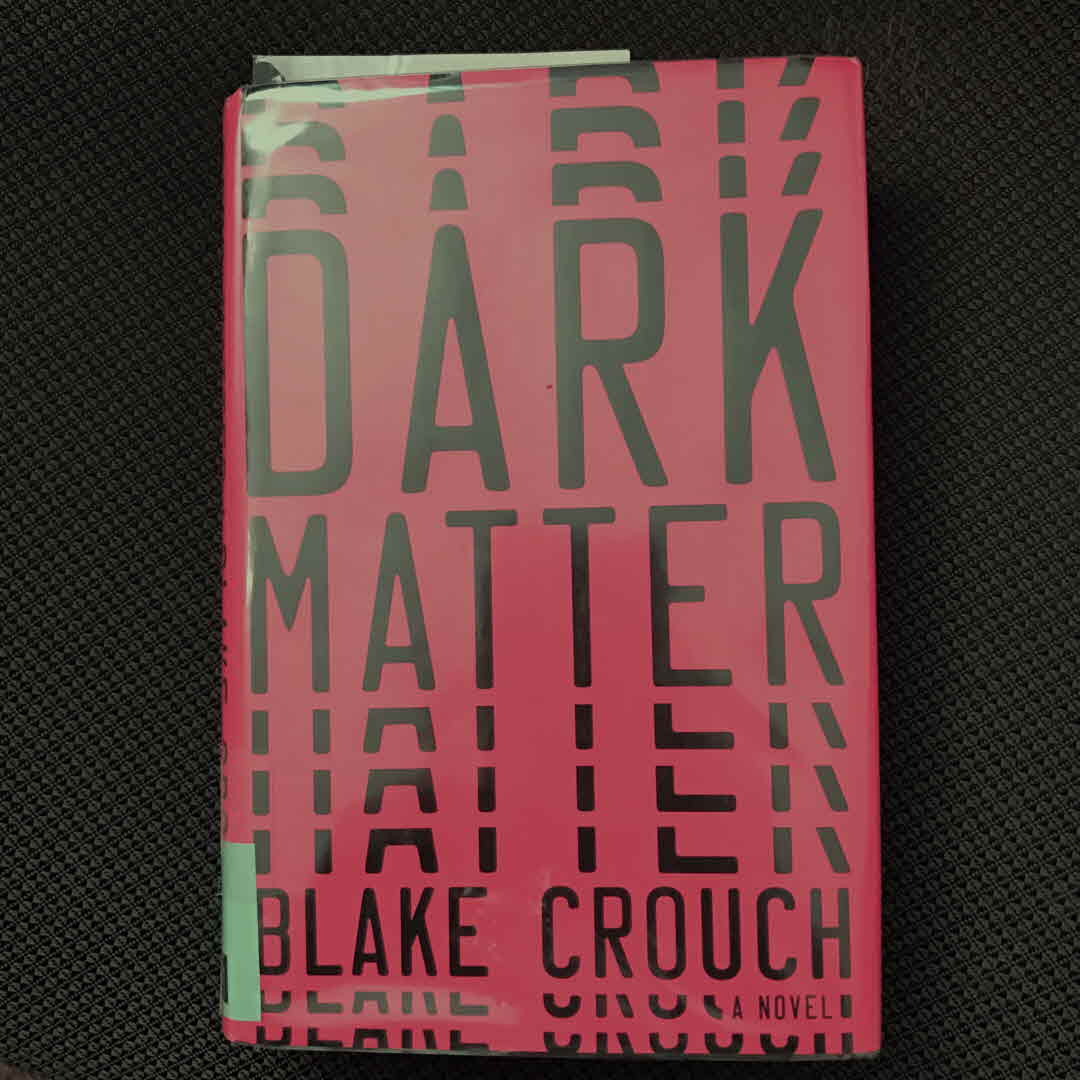 DARK
MATTER
BLAKE CROUCH
A NOVEL